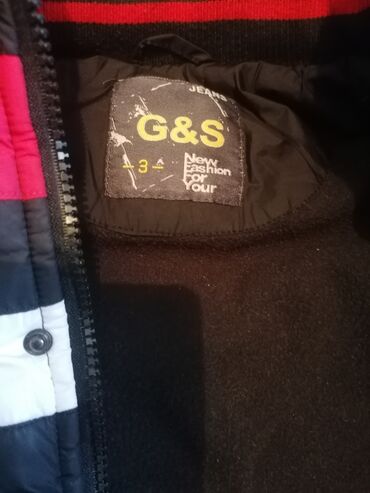 JEANS
G&S
- 3 -
New
Fashion
For
Your